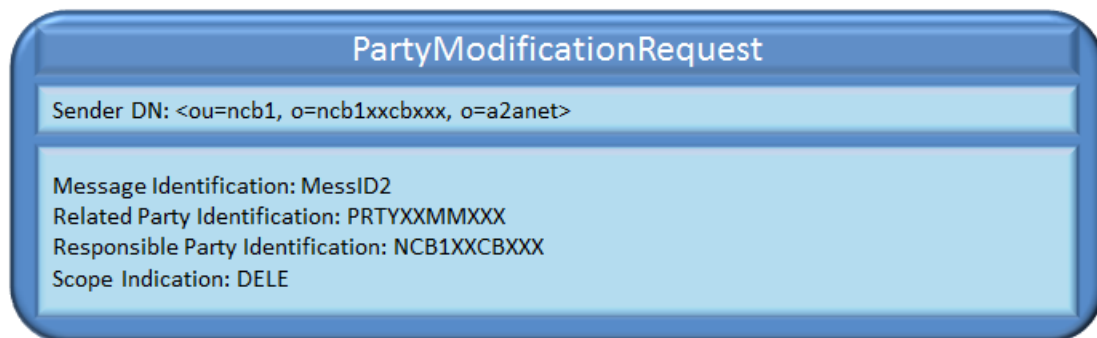 PartyModificationRequest
Sender DN: <ou=ncb1, o=ncb1xxcbxxx, o=a2anet>
Message Identification: MessID2
Related Party Identification: PRTYXXMMXXX
Responsible Party Identification: NCB1XXCBXXX
Scope Indication: DELE